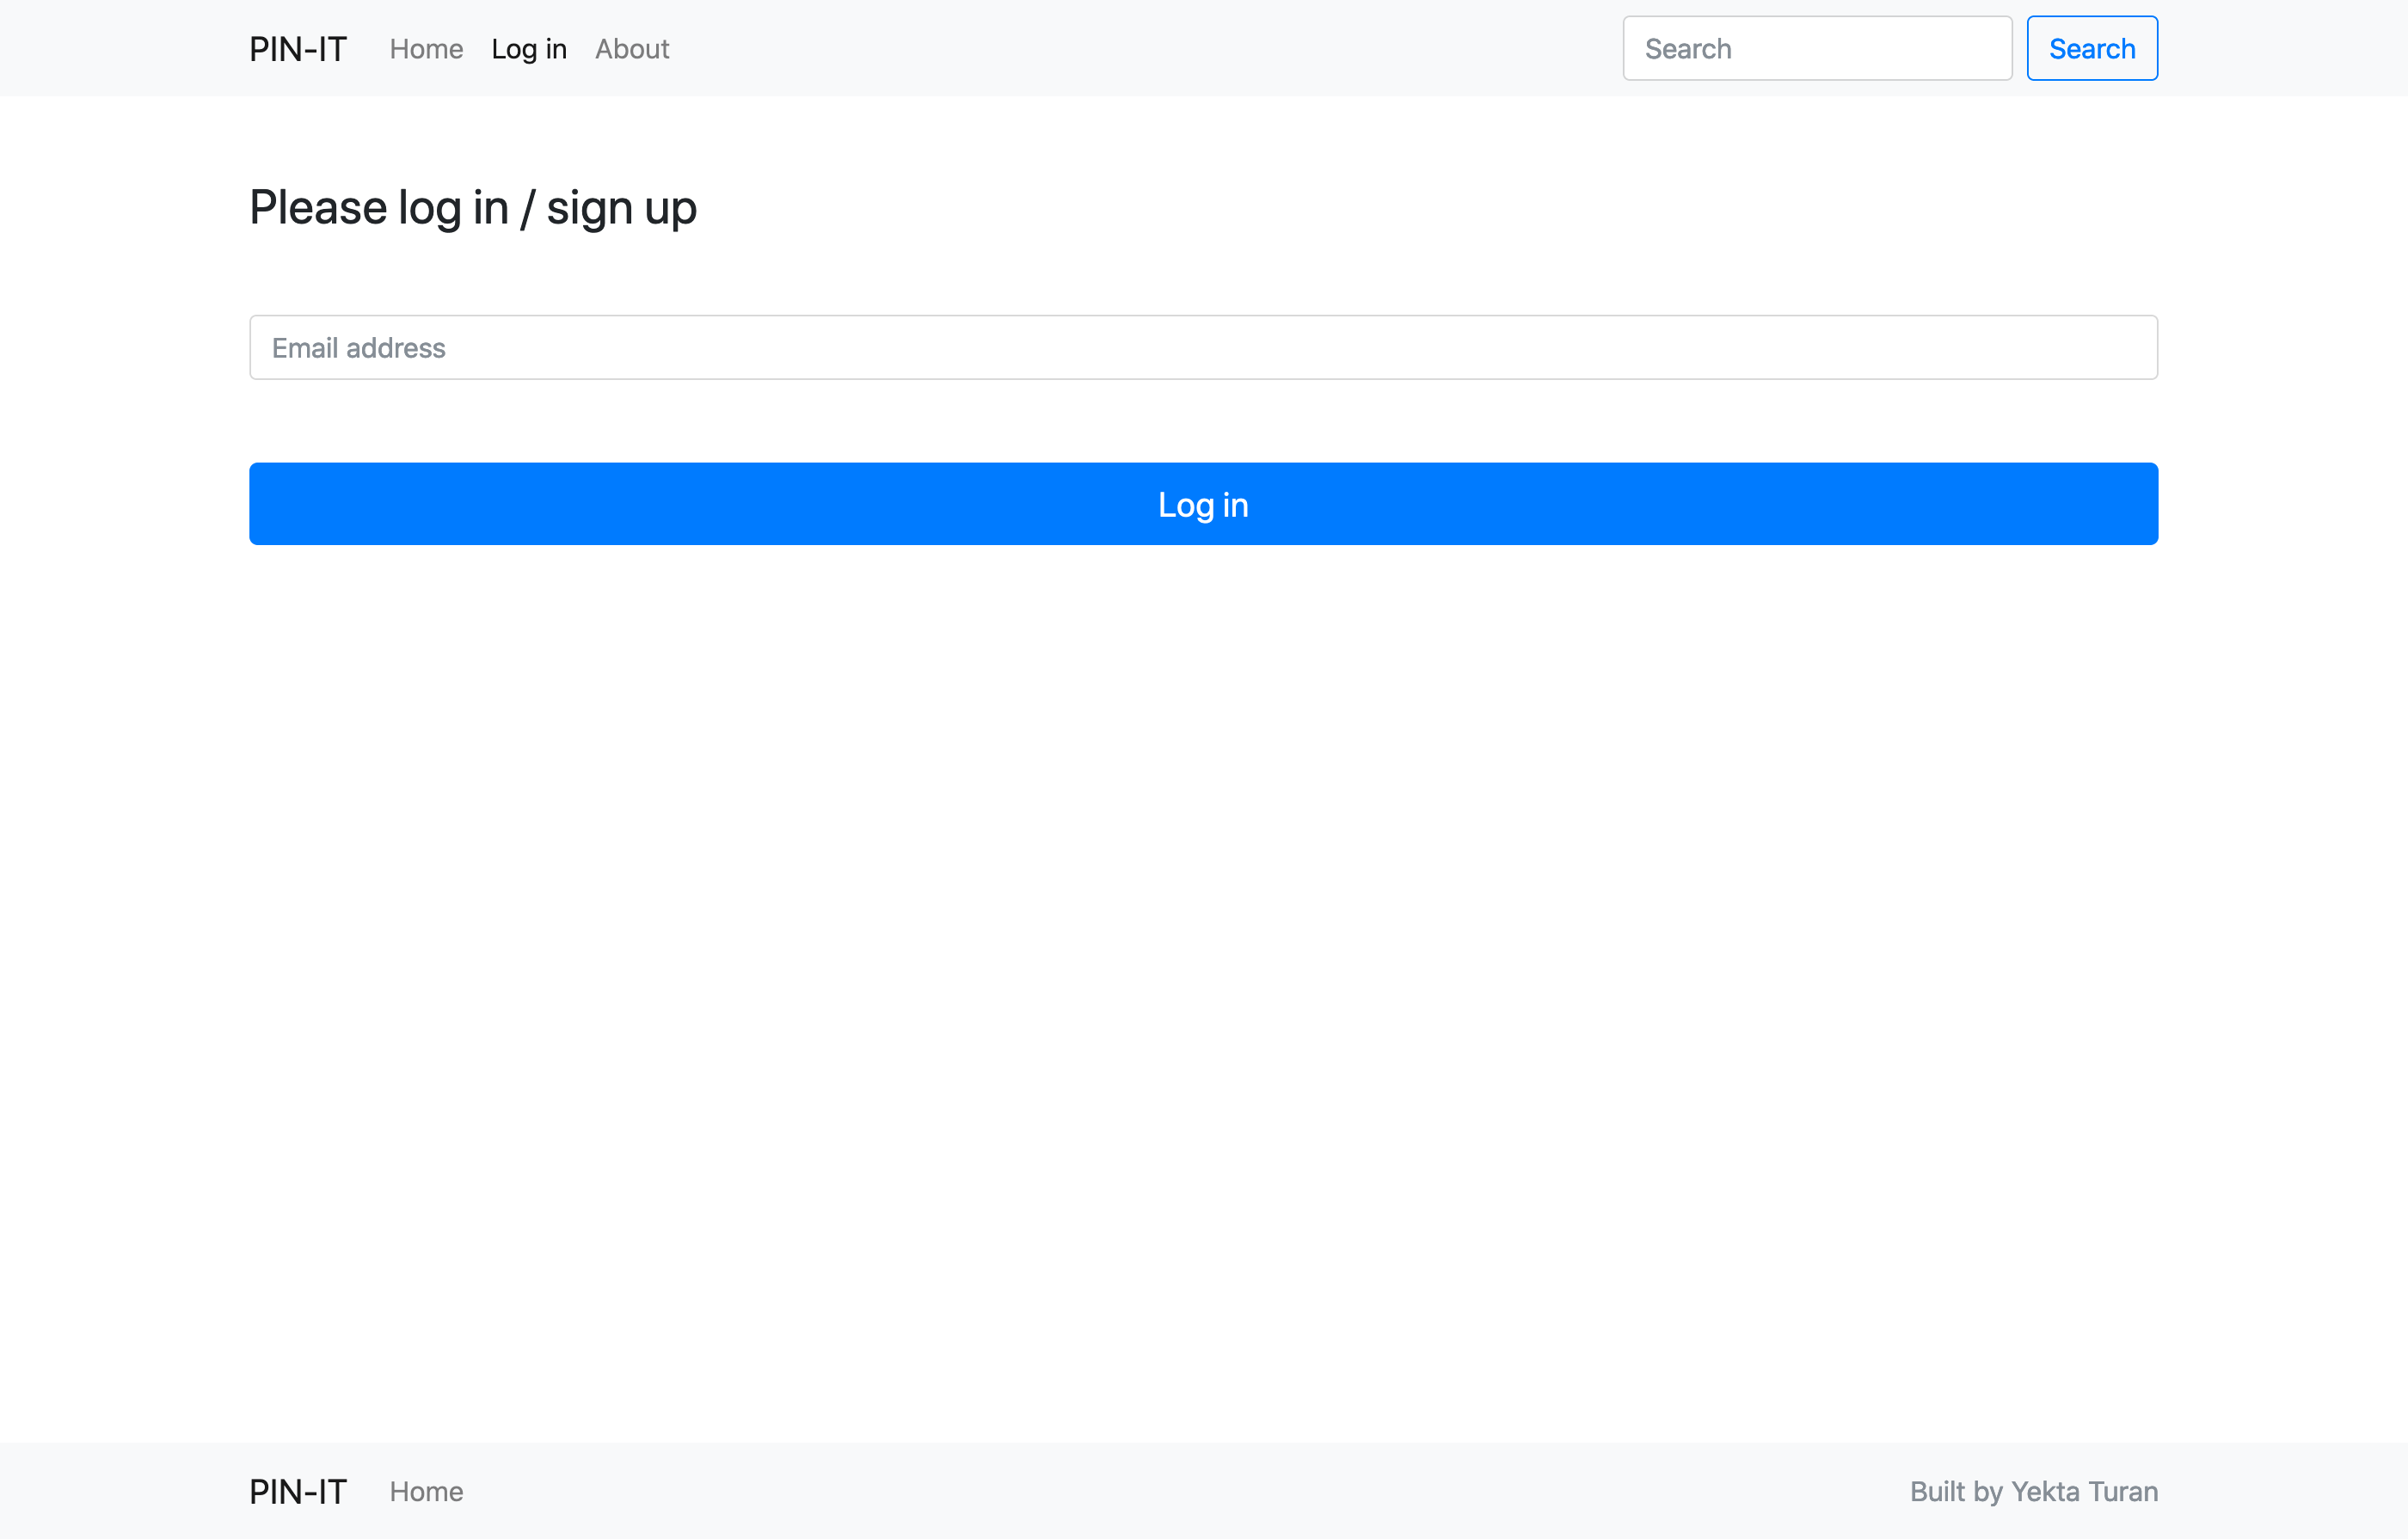 PIN-IT Home Log in About Search Search
Please log in / sign up
Email address
Log in
PIN-IT Home Built by Yekta Turan